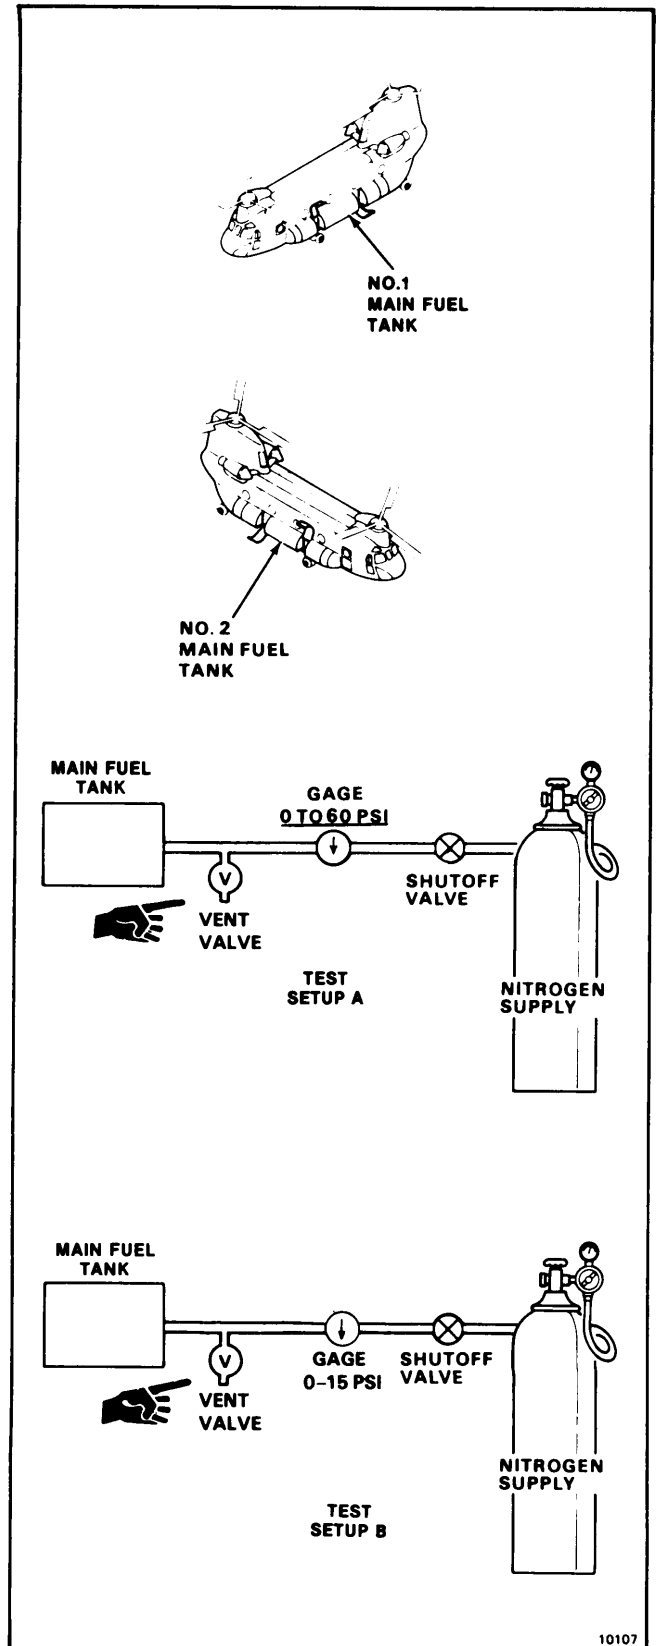 NO.1
MAIN FUEL
TANK
NO. 2
MAIN FUEL
TANK
MAIN FUEL
TANK
GAGE
0 TO 60 PSI
SHUTOFF
VALVE
V
VENT
VALVE
TEST
SETUP A
NITROGEN
SUPPLY
MAIN FUEL
TANK
V
VENT
VALVE
GAGE
0-15 PSI
SHUTOFF
VALVE
NITROGEN
SUPPLY
TEST
SETUP B
10107